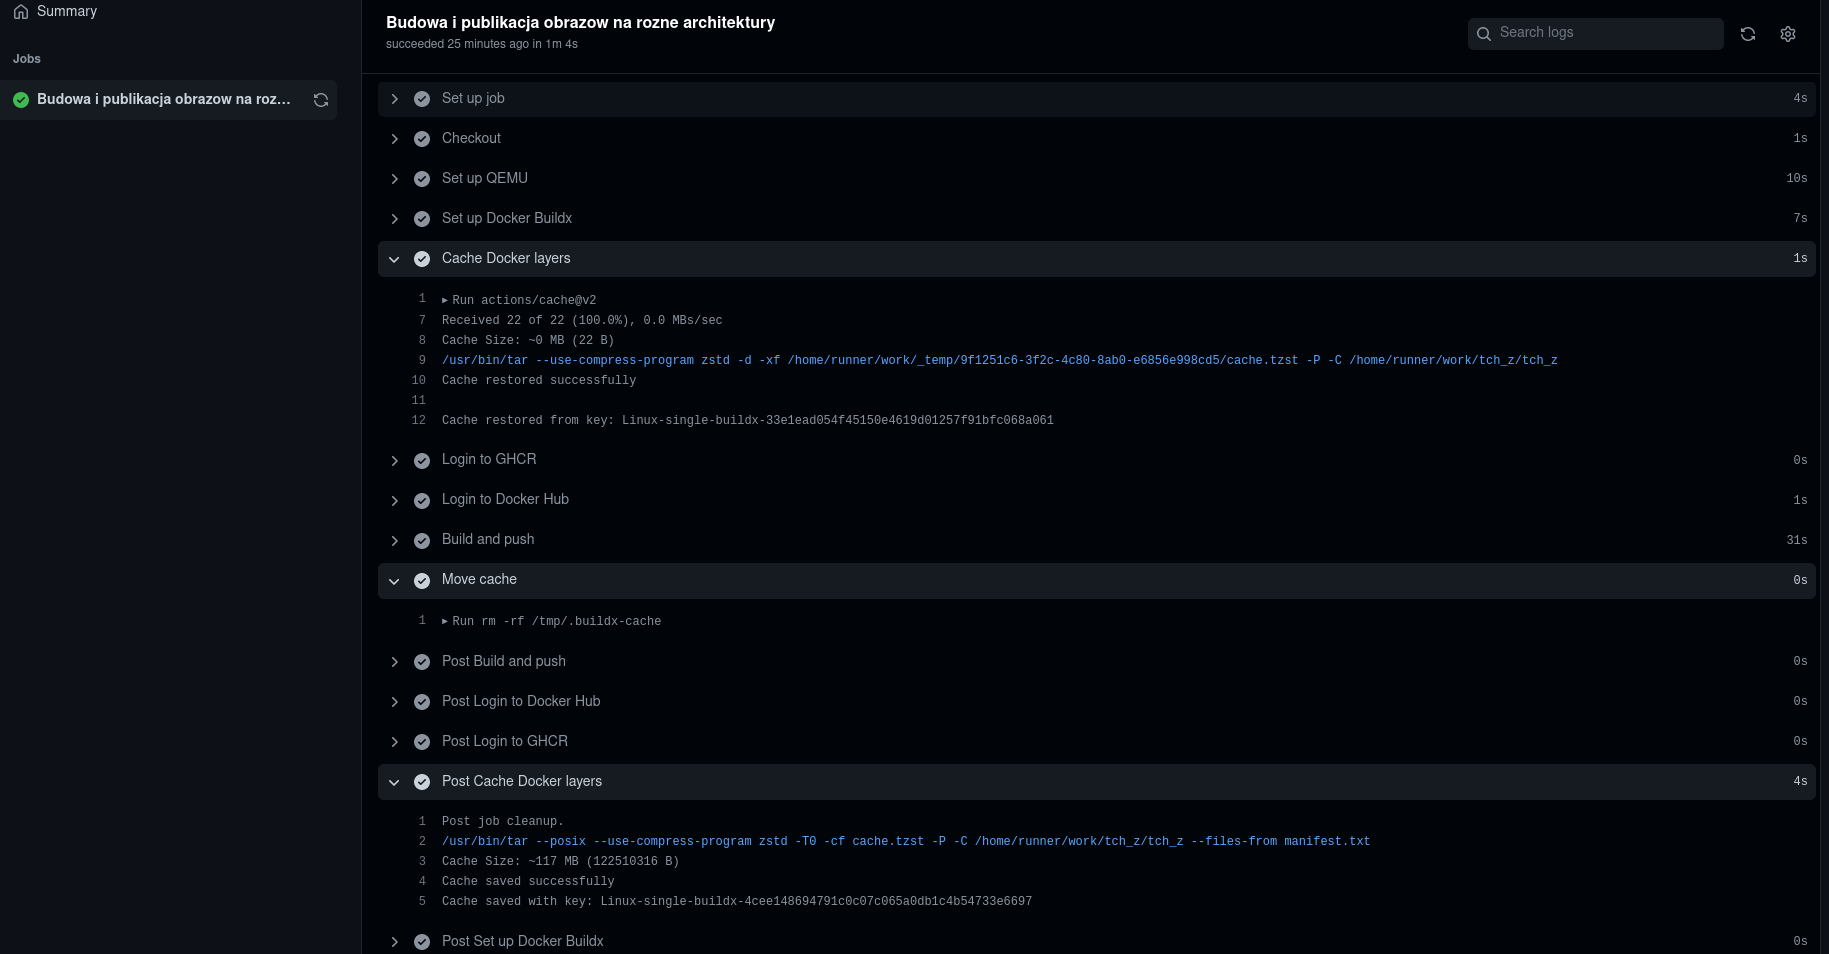 Summary
Jobs
Budowa i publikacja obrazow na roz...
Budowa i publikacja obrazow na rozne architektury
succeeded 25 minutes ago in 1m 4s
Search logs
Set up job 4s
Checkout 1s
Set up QEMU 10s
Set up Docker Buildx 7s
Cache Docker layers 1s
1 ▸ Run actions/cache@v2
7 Received 22 of 22 (100.0%), 0.0 MBs/sec
8 Cache Size: ~0 MB (22 B)
9 /usr/bin/tar --use-compress-program zstd -d -xf /home/runner/work/_temp/9f1251c6-3f2c-4c80-8ab0-e6856e998cd5/cache.tzst -P -C /home/runner/work/tch_z/tch_z
10 Cache restored successfully
11
12 Cache restored from key: Linux-single-buildx-33e1ead054f45150e4619d01257f91bfc068a061
Login to GHCR 0s
Login to Docker Hub 1s
Build and push 31s
Move cache 0s
1 ▸ Run rm -rf /tmp/.buildx-cache
Post Build and push 0s
Post Login to Docker Hub 0s
Post Login to GHCR 0s
Post Cache Docker layers 4s
1 Post job cleanup.
2 /usr/bin/tar --posix --use-compress-program zstd -T0 -cf cache.tzst -P -C /home/runner/work/tch_z/tch_z --files-from manifest.txt
3 Cache Size: ~117 MB (122510316 B)
4 Cache saved successfully
5 Cache saved with key: Linux-single-buildx-4cee148694791c0c07c065a0db1c4b54733e6697
Post Set up Docker Buildx 0s